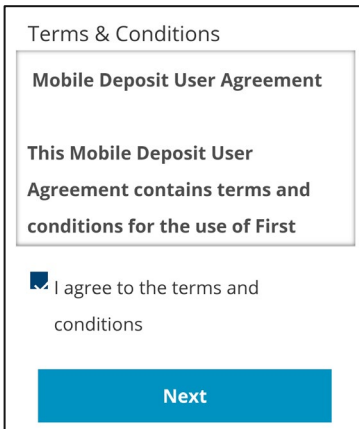 Terms & Conditions
Mobile Deposit User Agreement
This Mobile Deposit User
Agreement contains terms and
conditions for the use of First
I agree to the terms and
conditions
Next